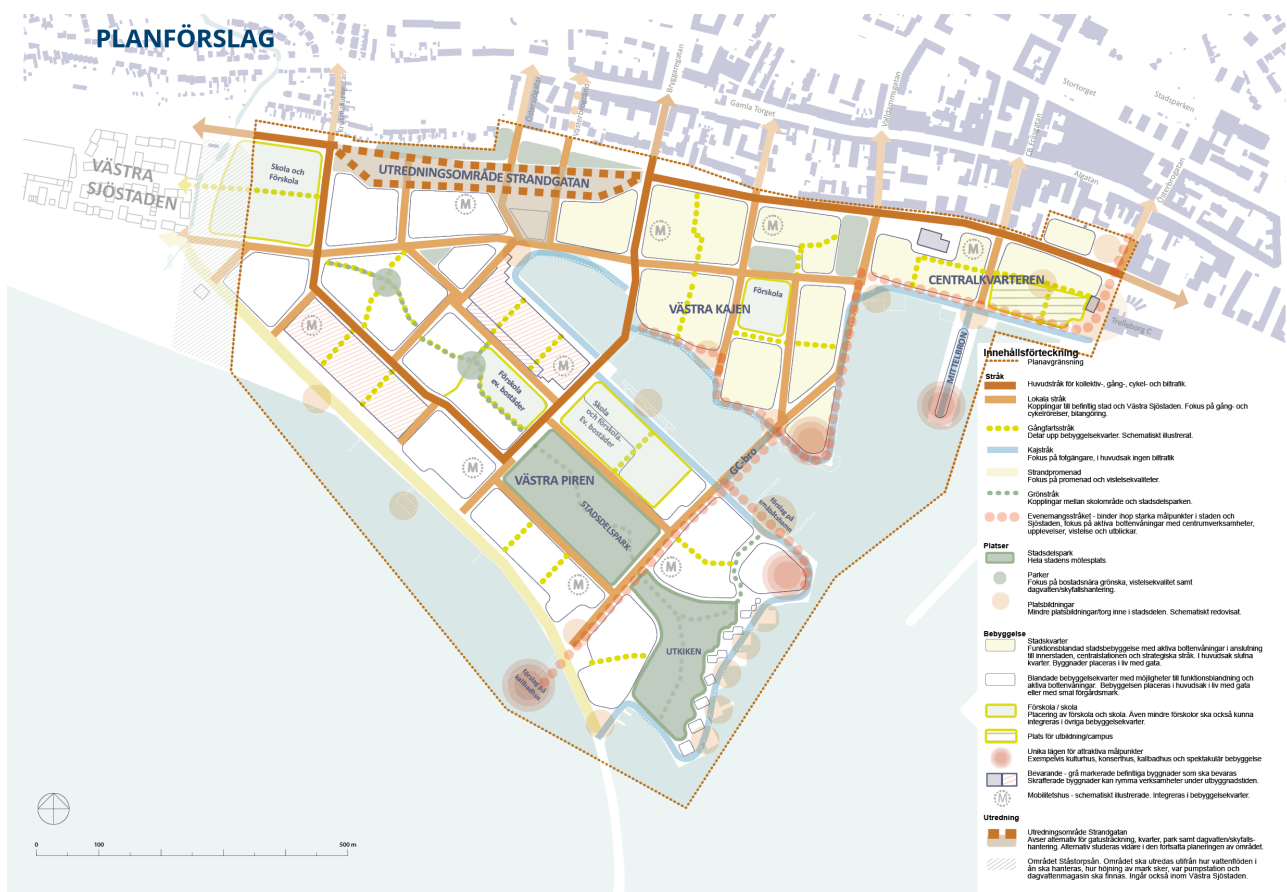 PLANFÖRSLAG
Bryggaregatan
Gamla Torget
Valldammsgatan
Stortorget
Stadsparken
CB Friisgatan
Algatan
Österbrogatan
Östersjögatan
VÄSTRA
SJÖSTADEN
Skola och
Förskola
UTREDNINGSOMRÅDE STRANDGATAN
M
M
M
M
Förskola
VÄSTRA KAJEN
CENTRALKVARTEREN
Trelleborg C
MITTELBRON
M
M
Förskola
ev. bostäder
Skola
och förskola.
Ev. bostäder
M
VÄSTRA PIREN
STADSDELSPARK
GC-bro
förslag på
småbåtshamn
M
M
UTKIKEN
förslag på
kallbadhus
0 100 500 m
Innehållsförteckning
Planavgränsning
Stråk
Huvudstråk för kollektiv-, gång-, cykel- och biltrafik.
Lokala stråk
Kopplingar till befintlig stad och Västra Sjöstaden. Fokus på gång- och
cykelrörelser, bilangöring.
Gångfartsstråk
Delar upp bebyggelsekvarter. Schematiskt illustrerat.
Kajstråk
Fokus på fotgängare, i huvudsak ingen biltrafik
Strandpromenad
Fokus på promenad och vistelsekvaliteter.
Grönstråk
Kopplingar mellan skolområde och stadsdelsparken.
Evenemangsstråket - binder ihop starka målpunkter i staden och
Sjöstaden, fokus på aktiva bottenvåningar med centrumverksamheter,
upplevelser, vistelse och utblickar.
Platser
Stadsdelspark
Hela stadens mötesplats.
Parker
Fokus på bostadsnära grönska, vistelsekvalitet samt
dagvatten/skyfallshantering.
Platsbildningar
Mindre platsbildningar/torg inne i stadsdelen. Schematiskt redovisat.
Bebyggelse
Stadskvarter
Funktionsblandad stadsbebyggelse med aktiva bottenvåningar i anslutning
till innerstaden, centralstationen och strategiska stråk. I huvudsak slutna
kvarter. Byggnader placeras i liv med gata.
Blandade bebyggelsekvarter med möjligheter till funktionsblandning och
aktiva bottenvåningar. Bebyggelsen placeras i huvudsak i liv med gata
eller med smal förgårdsmark.
Förskola / skola
Placering av förskola och skola. Även mindre förskolor ska också kunna
integreras i övriga bebyggelsekvarter.
Plats för utbildning/campus
Unika lägen för attraktiva målpunkter
Exempelvis kulturhus, konserthus, kallbadhus och spektakulär bebyggelse
Bevarande - grå markerade befintliga byggnader som ska bevaras
Skrafferade byggnader kan rymma verksamheter under utbyggnadstiden.
M
Mobilitetshus - schematiskt illustrerade. Integreras i bebyggelsekvarter.
Utredning
Utredningsområde Strandgatan
Avser alternativ för gatusträckning, kvarter, park samt dagvatten/skyfalls-
hantering. Alternativ studeras vidare i den fortsatta planeringen av området.
Området Ståstorpsån. Området ska utredas utifrån hur vattenflöden i
ån ska hanteras, hur höjning av mark sker, var pumpstation och
dagvattenmagasin ska finnas. Ingår också inom Västra Sjöstaden.